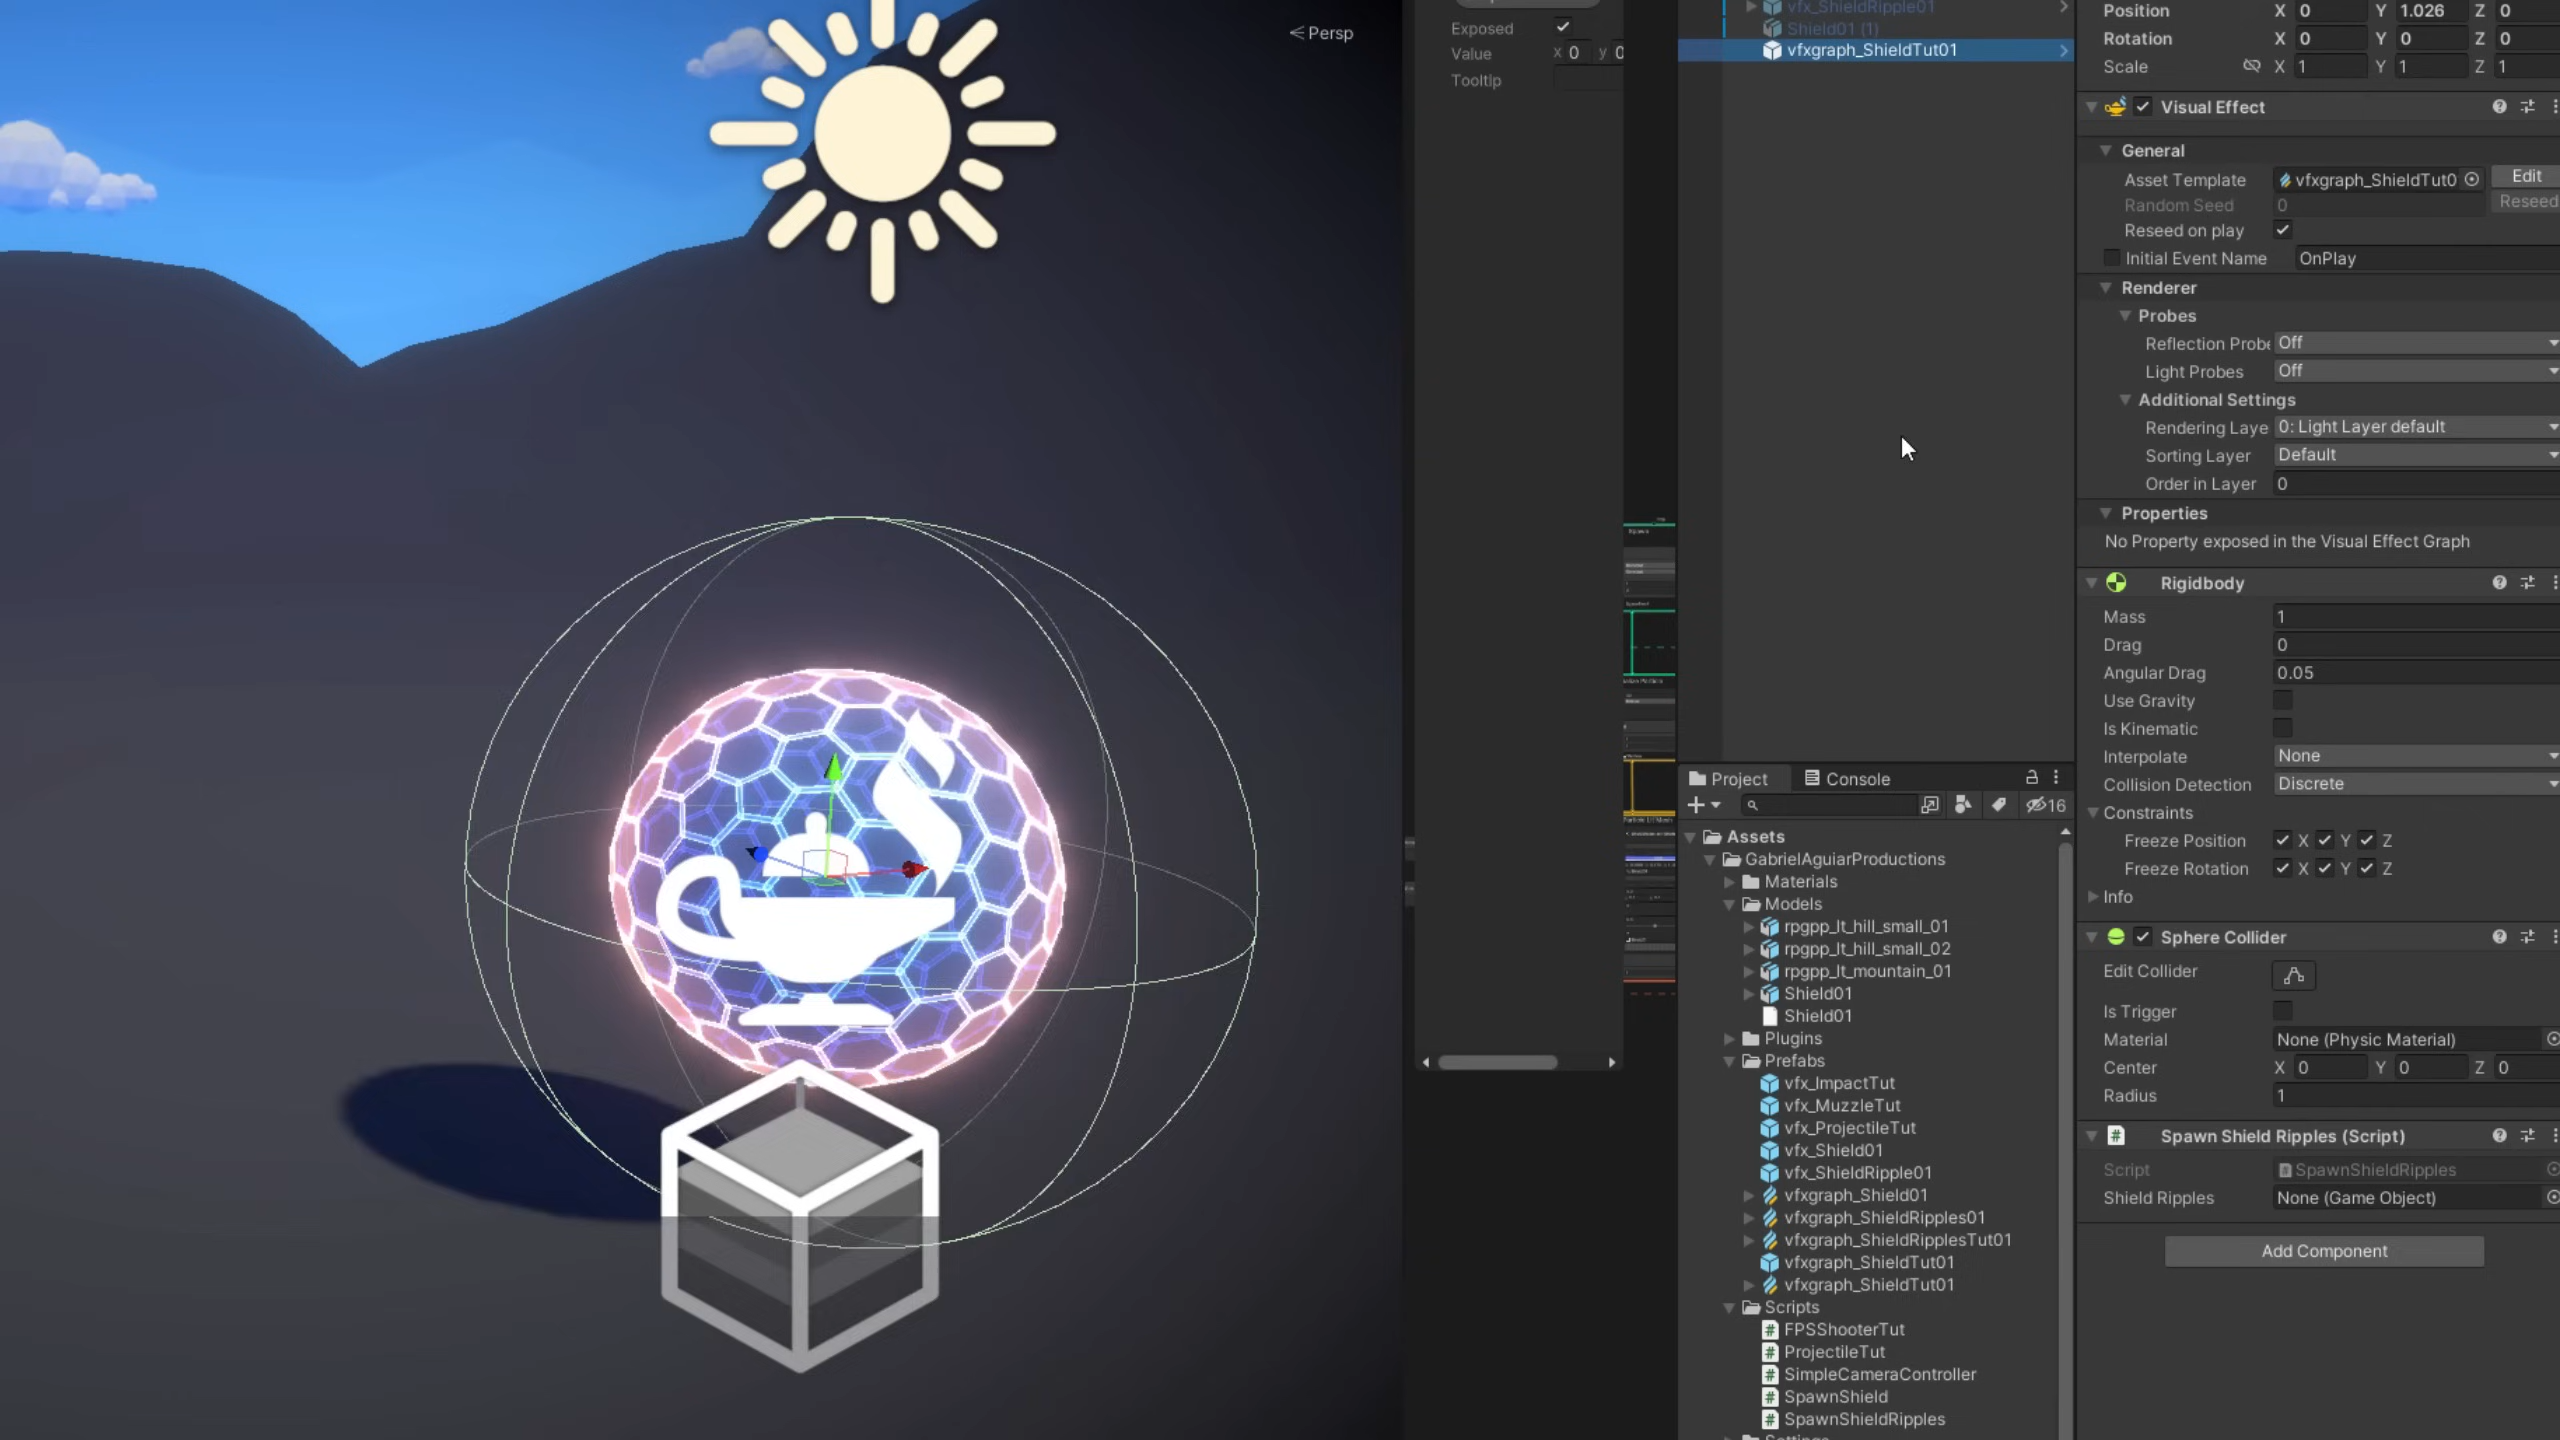 Persp
Exposed
Value X 0 y 0
Tooltip
vfx_ShieldRipple01
Shield01 (1)
vfxgraph_ShieldTut01
Position X 0 Y 1.026 Z 0
Rotation X 0 Y 0 Z 0
Scale X 1 Y 1 Z 1
Visual Effect
General
Asset Template vfxgraph_ShieldTut0 Edit
Random Seed 0 Reseed
Reseed on play
Initial Event Name OnPlay
Renderer
Probes
Reflection Probe Off
Light Probes Off
Additional Settings
Rendering Laye 0: Light Layer default
Sorting Layer Default
Order in Layer 0
Properties
No Property exposed in the Visual Effect Graph
Rigidbody
Mass 1
Drag 0
Angular Drag 0.05
Use Gravity
Is Kinematic
Interpolate None
Collision Detection Discrete
Constraints
Freeze Position X Y Z
Freeze Rotation X Y Z
Info
Sphere Collider
Edit Collider
Is Trigger
Material None (Physic Material)
Center X 0 Y 0 Z 0
Radius 1
Spawn Shield Ripples (Script)
Script SpawnShieldRipples
Shield Ripples None (Game Object)
Add Component
Project Console
16
Assets
GabrielAguiarProductions
Materials
Models
rpgpp_lt_hill_small_01
rpgpp_lt_hill_small_02
rpgpp_lt_mountain_01
Shield01
Shield01
Plugins
Prefabs
vfx_ImpactTut
vfx_MuzzleTut
vfx_ProjectileTut
vfx_Shield01
vfx_ShieldRipple01
vfxgraph_Shield01
vfxgraph_ShieldRipples01
vfxgraph_ShieldRipplesTut01
vfxgraph_ShieldTut01
vfxgraph_ShieldTut01
Scripts
FPSShooterTut
ProjectileTut
SimpleCameraController
SpawnShield
SpawnShieldRipples